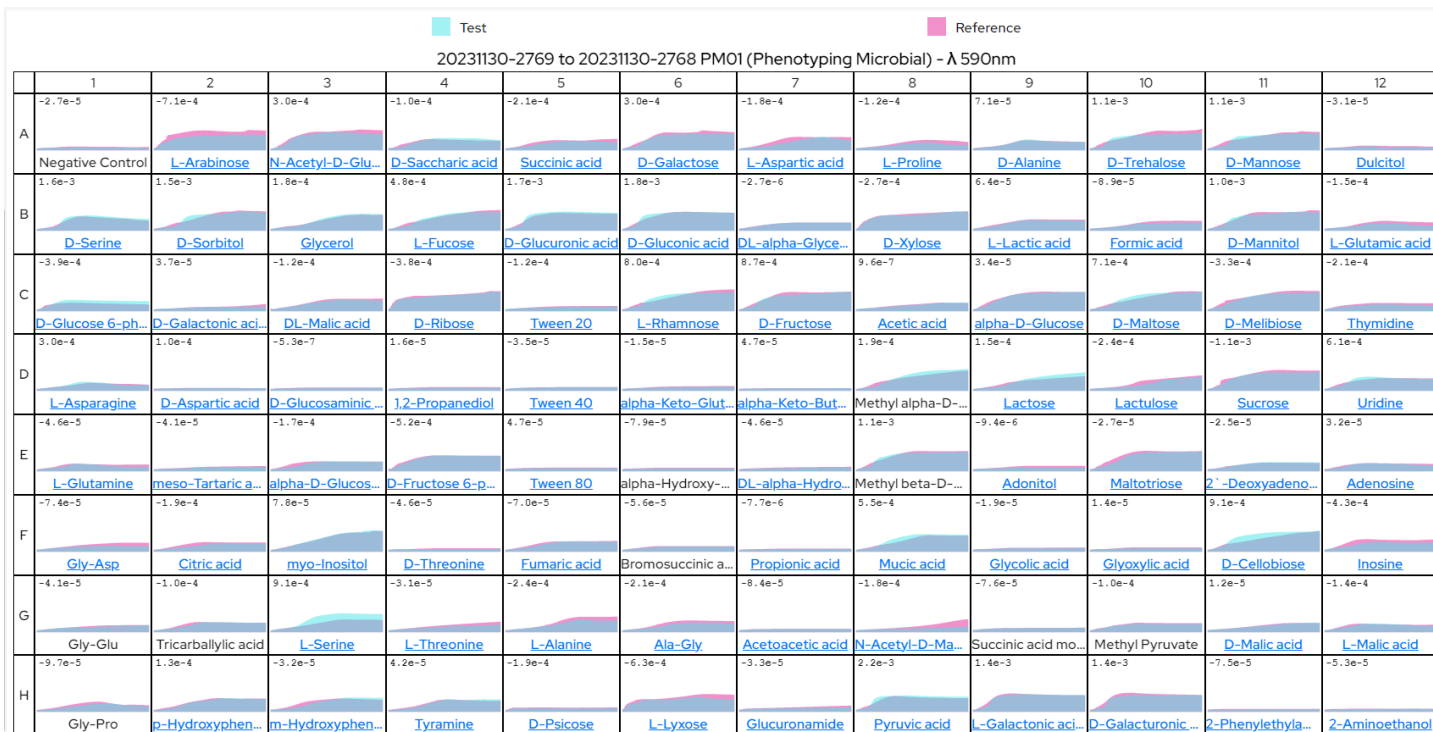 Test Reference
20231130-2769 to 20231130-2768 PM01 (Phenotyping Microbial) - λ 590nm
1 2 3 4 5 6 7 8 9 10 11 12
-2.7e-5 -7.1e-4 3.0e-4 -1.0e-4 -2.1e-4 3.0e-4 -1.8e-4 -1.2e-4 7.1e-5 1.1e-3 1.1e-3 -3.1e-5
A
Negative Control L-Arabinose N-Acetyl-D-Glu... D-Saccharic acid Succinic acid D-Galactose L-Aspartic acid L-Proline D-Alanine D-Trehalose D-Mannose Dulcitol
1.6e-3 1.5e-3 1.8e-4 4.8e-4 1.7e-3 1.8e-3 -2.7e-6 -2.7e-4 6.4e-5 -8.9e-5 1.0e-3 -1.5e-4
B
D-Serine D-Sorbitol Glycerol L-Fucose D-Glucuronic acid D-Gluconic acid DL-alpha-Glyce... D-Xylose L-Lactic acid Formic acid D-Mannitol L-Glutamic acid
-3.9e-4 3.7e-5 -1.2e-4 -3.8e-4 -1.2e-4 8.0e-4 8.7e-4 9.6e-7 3.4e-5 7.1e-4 -3.3e-4 -2.1e-4
C
D-Glucose 6-ph... D-Galactonic aci... DL-Malic acid D-Ribose Tween 20 L-Rhamnose D-Fructose Acetic acid alpha-D-Glucose D-Maltose D-Melibiose Thymidine
3.0e-4 1.0e-4 -5.3e-7 1.6e-5 -3.5e-5 -1.5e-5 4.7e-5 1.9e-4 1.5e-4 -2.4e-4 -1.1e-3 6.1e-4
D
L-Asparagine D-Aspartic acid D-Glucosaminic ... 1,2-Propanediol Tween 40 alpha-Keto-Glut... alpha-Keto-But... Methyl alpha-D-... Lactose Lactulose Sucrose Uridine
-4.6e-5 -4.1e-5 -1.7e-4 -5.2e-4 4.7e-5 -7.9e-5 -4.6e-5 1.1e-3 -9.4e-6 -2.7e-5 -2.5e-5 3.2e-5
E
L-Glutamine meso-Tartaric a... alpha-D-Glucos... D-Fructose 6-p... Tween 80 alpha-Hydroxy-... DL-alpha-Hydro... Methyl beta-D-... Adonitol Maltotriose 2`-Deoxyadeno... Adenosine
-7.4e-5 -1.9e-4 7.8e-5 -4.6e-5 -7.0e-5 -5.6e-5 -7.7e-6 5.5e-4 -1.9e-5 1.4e-5 9.1e-4 -4.3e-4
F
Gly-Asp Citric acid myo-Inositol D-Threonine Fumaric acid Bromosuccinic a... Propionic acid Mucic acid Glycolic acid Glyoxylic acid D-Cellobiose Inosine
-4.1e-5 -1.0e-4 9.1e-4 -3.1e-5 -2.4e-4 -2.1e-4 -8.4e-5 -1.8e-4 -7.6e-5 -1.0e-4 1.2e-5 -1.4e-4
G
Gly-Glu Tricarballylic acid L-Serine L-Threonine L-Alanine Ala-Gly Acetoacetic acid N-Acetyl-D-Ma... Succinic acid mo... Methyl Pyruvate D-Malic acid L-Malic acid
-9.7e-5 1.3e-4 -3.2e-5 4.2e-5 -1.9e-4 -6.3e-4 -3.3e-5 2.2e-3 1.4e-3 1.4e-3 -7.5e-5 -5.3e-5
H
Gly-Pro p-Hydroxyphen... m-Hydroxyphen... Tyramine D-Psicose L-Lyxose Glucuronamide Pyruvic acid L-Galactonic aci... D-Galacturonic ... 2-Phenylethyla... 2-Aminoethanol